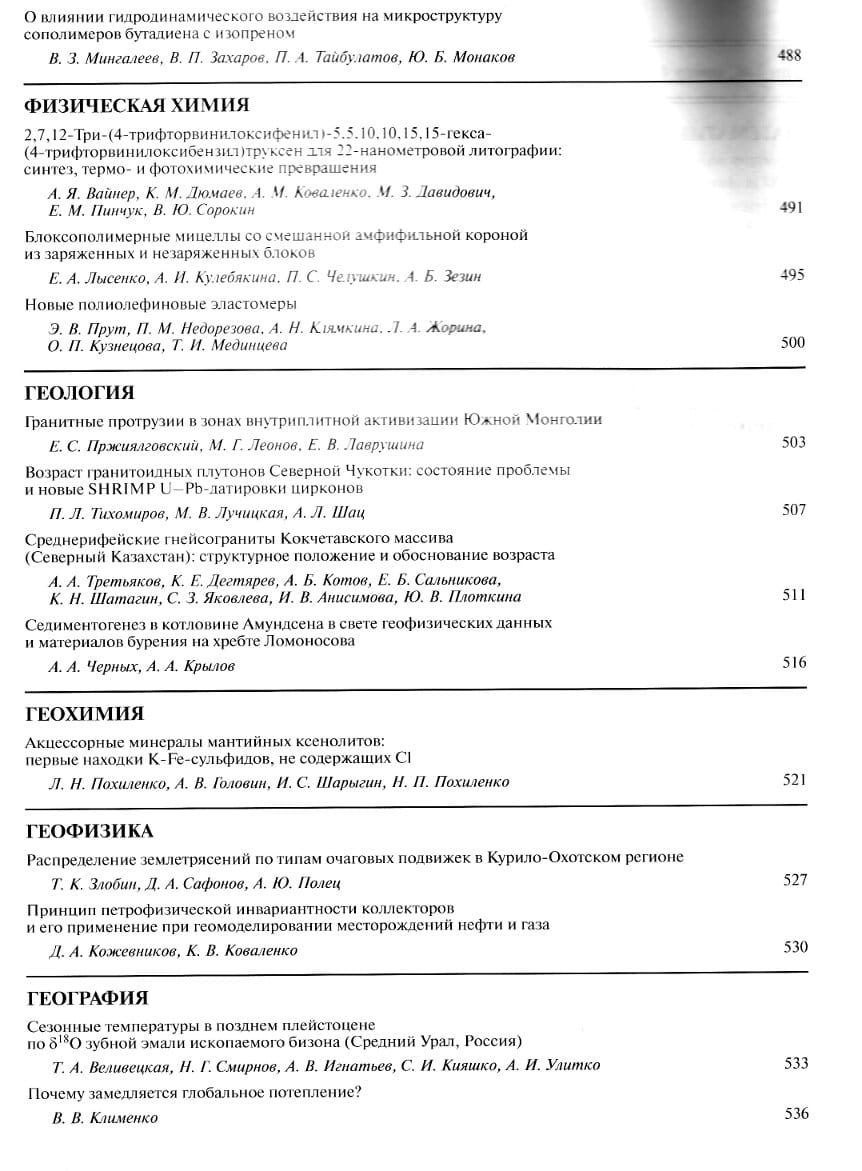 О влиянии гидродинамического воздействия на микроструктуру
сополимеров бутадиена с изопреном
В. З. Мингалеев, В. П. Захаров, П. А. Тайбулатов, Ю. Б. Монаков 488
ФИЗИЧЕСКАЯ ХИМИЯ
2,7,12-Три-(4-трифторвинилоксифенил)-5,5,10,10,15,15-гекса-
(4-трифторвинилоксибензил)труксен для 22-нанометровой литографии:
синтез, термо- и фотохимические превращения
А. Я. Вайнер, К. М. Дюмаев, А. М. Коваленко, М. З. Давидович,
Е. М. Пинчук, В. Ю. Сорокин 491
Блоксополимерные мицеллы со смешанной амфифильной короной
из заряженных и незаряженных блоков
Е. А. Лысенко, А. И. Кулебякина, П. С. Челушкин, А. Б. Зезин 495
Новые полиолефиновые эластомеры
Э. В. Прут, П. М. Недорезова, А. Н. Клямкина, Л. А. Жорина,
О. П. Кузнецова, Т. И. Мединцева 500
ГЕОЛОГИЯ
Гранитные протрузии в зонах внутриплитной активизации Южной Монголии
Е. С. Пржиялговский, М. Г. Леонов, Е. В. Лаврушина 503
Возраст гранитоидных плутонов Северной Чукотки: состояние проблемы
и новые SHRIMP U–Pb-датировки цирконов
П. Л. Тихомиров, М. В. Лучицкая, А. Л. Шац 507
Среднерифейские гнейсограниты Кокчетавского массива
(Северный Казахстан): структурное положение и обоснование возраста
А. А. Третьяков, К. Е. Дегтярев, А. Б. Котов, Е. Б. Сальникова,
К. Н. Шатагин, С. З. Яковлева, И. В. Анисимова, Ю. В. Плоткина 511
Седиментогенез в котловине Амундсена в свете геофизических данных
и материалов бурения на хребте Ломоносова
А. А. Черных, А. А. Крылов 516
ГЕОХИМИЯ
Акцессорные минералы мантийных ксенолитов:
первые находки K-Fe-сульфидов, не содержащих Cl
Л. Н. Похиленко, А. В. Головин, И. С. Шарыгин, Н. П. Похиленко 521
ГЕОФИЗИКА
Распределение землетрясений по типам очаговых подвижек в Курило-Охотском регионе
Т. К. Злобин, Д. А. Сафонов, А. Ю. Полец 527
Принцип петрофизической инвариантности коллекторов
и его применение при геомоделировании месторождений нефти и газа
Д. А. Кожевников, К. В. Коваленко 530
ГЕОГРАФИЯ
Сезонные температуры в позднем плейстоцене
по δ¹⁸O зубной эмали ископаемого бизона (Средний Урал, Россия)
Т. А. Веливецкая, Н. Г. Смирнов, А. В. Игнатьев, С. И. Кияшко, А. И. Улитко 533
Почему замедляется глобальное потепление?
В. В. Клименко 536